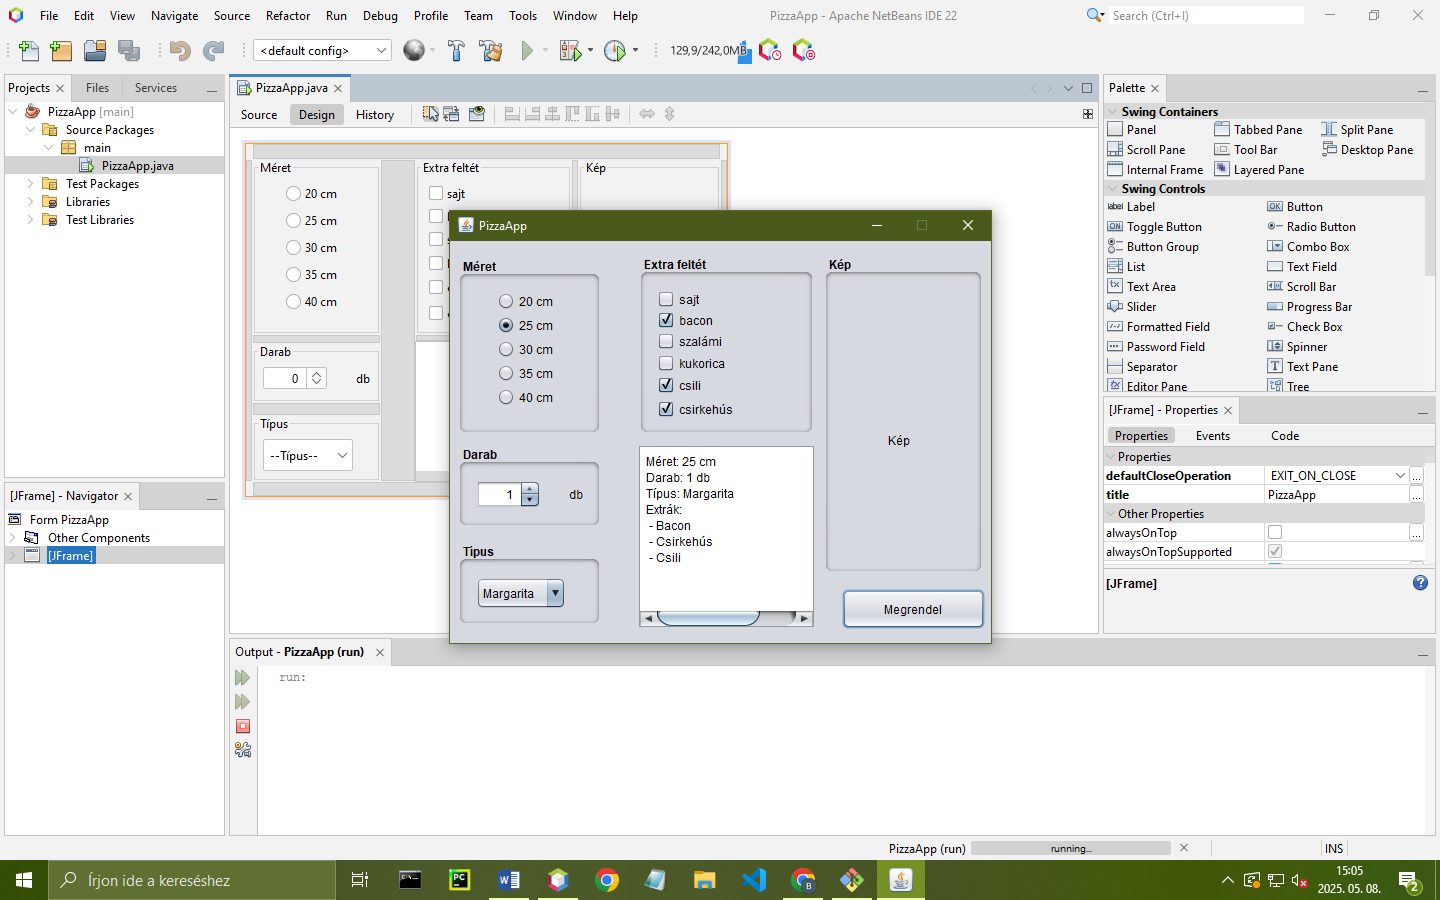 File Edit View Navigate Source Refactor Run Debug Profile Team Tools Window Help
PizzaApp - Apache NetBeans IDE 22
Search (Ctrl+I)
<default config>
129,9/242,0MB
Projects
Files
Services
PizzaApp [main]
Source Packages
main
PizzaApp.java
Test Packages
Libraries
Test Libraries
PizzaApp.java
Source Design History
Méret
20 cm
25 cm
30 cm
35 cm
40 cm
Darab
0
db
Típus
--Típus--
Extra feltét
sajt
Kép
PizzaApp
Méret
20 cm
25 cm
30 cm
35 cm
40 cm
Darab
1
db
Típus
Margarita
Extra feltét
sajt
bacon
szalámi
kukorica
csili
csirkehús
Méret: 25 cm
Darab: 1 db
Típus: Margarita
Extrák:
- Bacon
- Csirkehús
- Csili
Kép
Kép
Megrendel
Palette
Swing Containers
Panel
Tabbed Pane
Split Pane
Scroll Pane
Tool Bar
Desktop Pane
Internal Frame
Layered Pane
Swing Controls
label Label
OK Button
ON Toggle Button
Radio Button
Button Group
Combo Box
List
Text Field
Text Area
Scroll Bar
Slider
Progress Bar
Formatted Field
Check Box
Password Field
Spinner
Separator
Text Pane
Editor Pane
Tree
[JFrame] - Properties
Properties Events Code
Properties
defaultCloseOperation
EXIT_ON_CLOSE
...
title
PizzaApp
...
Other Properties
alwaysOnTop
...
alwaysOnTopSupported
[JFrame]
[JFrame] - Navigator
Form PizzaApp
Other Components
[JFrame]
Output - PizzaApp (run)
run:
PizzaApp (run)
running...
INS
Írjon ide a kereséshez
15:05
2025. 05. 08.
2